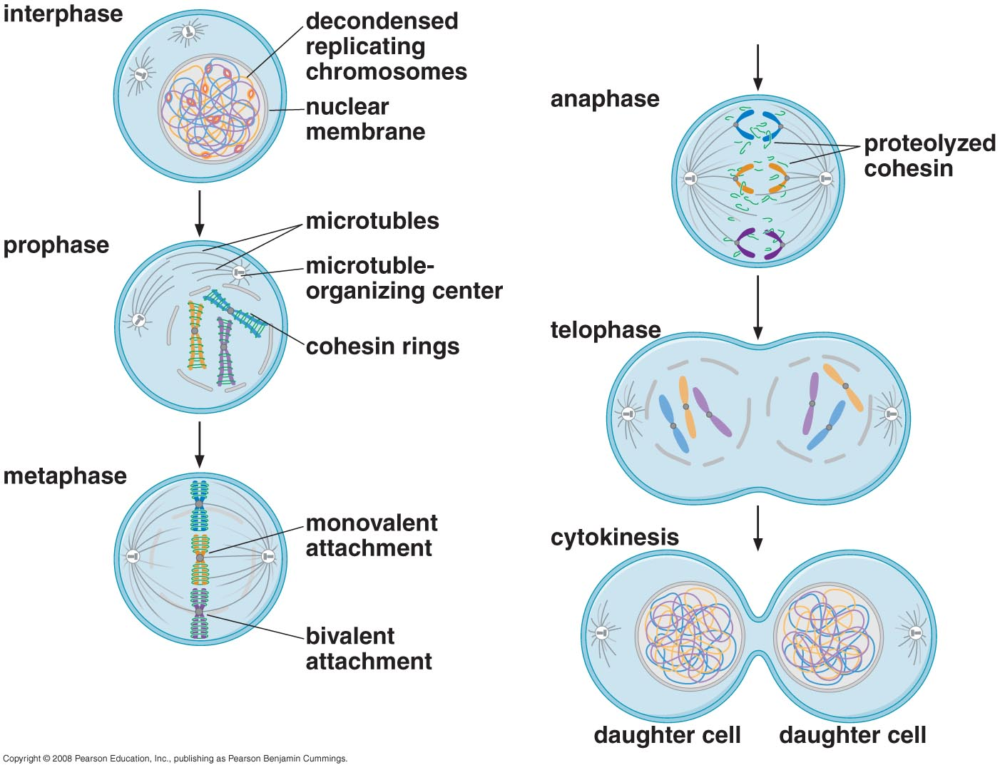 interphase
decondensed
replicating
chromosomes
nuclear
membrane
prophase
microtubles
microtuble-
organizing center
cohesin rings
metaphase
monovalent
attachment
bivalent
attachment
anaphase
proteolyzed
cohesin
telophase
cytokinesis
daughter cell
daughter cell
Copyright © 2008 Pearson Education, Inc., publishing as Pearson Benjamin Cummings.